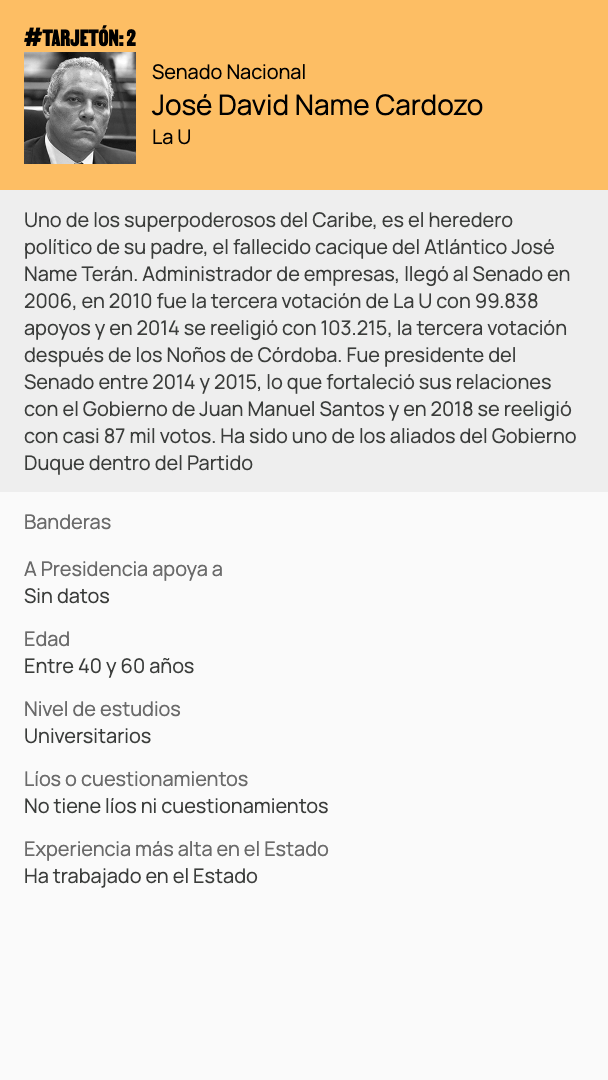 #TARJETÓN: 2
Senado Nacional
José David Name Cardozo
La U
Uno de los superpoderosos del Caribe, es el heredero
político de su padre, el fallecido cacique del Atlántico José
Name Terán. Administrador de empresas, llegó al Senado en
2006, en 2010 fue la tercera votación de La U con 99.838
apoyos y en 2014 se reeligió con 103.215, la tercera votación
después de los Noños de Córdoba. Fue presidente del
Senado entre 2014 y 2015, lo que fortaleció sus relaciones
con el Gobierno de Juan Manuel Santos y en 2018 se reeligió
con casi 87 mil votos. Ha sido uno de los aliados del Gobierno
Duque dentro del Partido
Banderas
A Presidencia apoya a
Sin datos
Edad
Entre 40 y 60 años
Nivel de estudios
Universitarios
Líos o cuestionamientos
No tiene líos ni cuestionamientos
Experiencia más alta en el Estado
Ha trabajado en el Estado